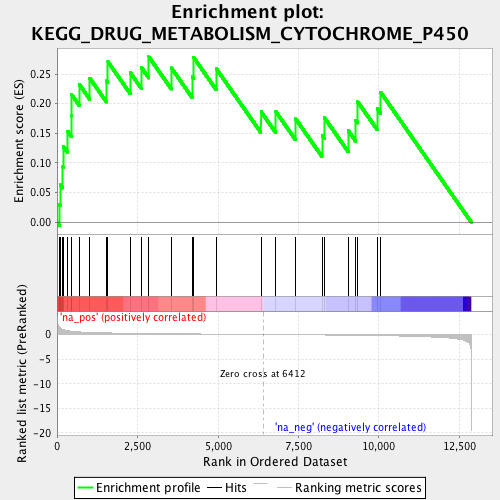 Enrichment plot:
KEGG_DRUG_METABOLISM_CYTOCHROME_P450
Enrichment score (ES)
0.25
0.20
0.15
0.10
0.05
0.00
'na_pos' (positively correlated)
Ranked list metric (PreRanked)
0
-5
-10
-15
-20
Zero cross at 6412
'na_neg' (negatively correlated)
0
2,500
5,000
7,500
10,000
12,500
Rank in Ordered Dataset
Enrichment profile
Hits
Ranking metric scores